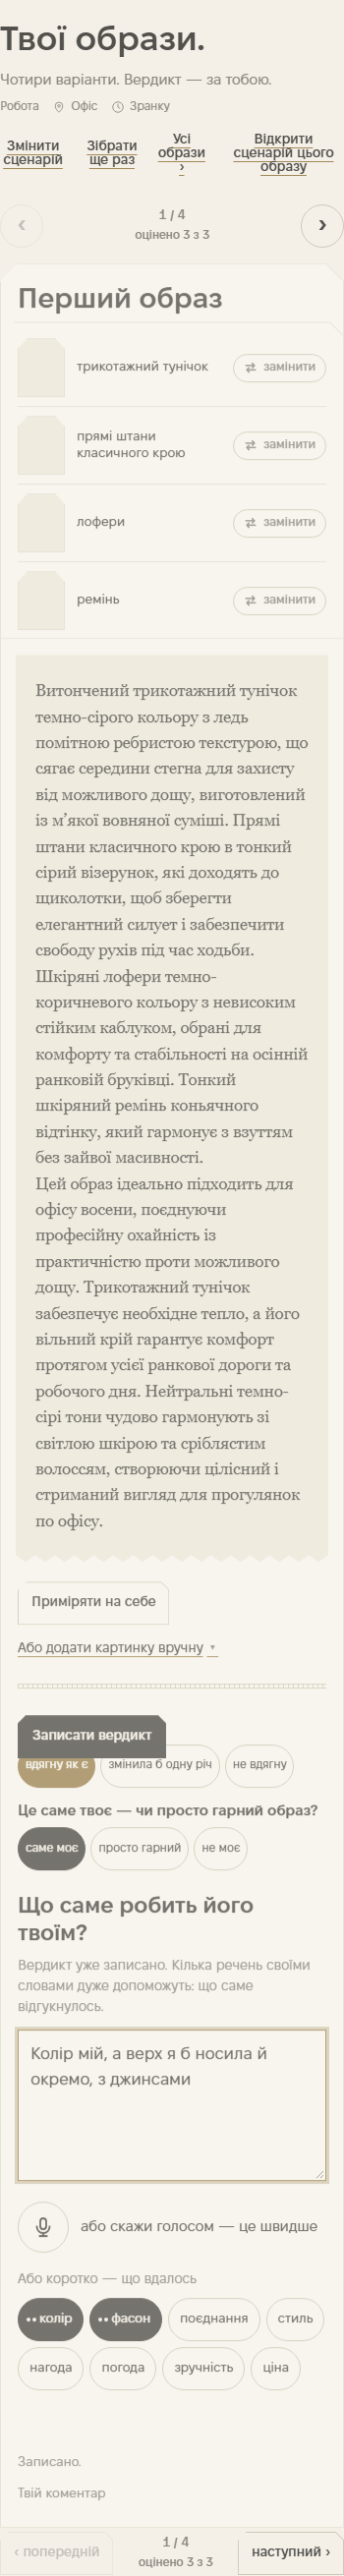 Твої образи.
Чотири варіанти. Вердикт — за тобою.
Робота Офіс Зранку
Змінити
сценарій
Зібрати
ще раз
Усі
образи
›
Відкрити
сценарій цього
образу
‹
1 / 4
оцінено 3 з 3
›
Перший образ
трикотажний тунічок
замінити
прямі штани
класичного крою
замінити
лофери
замінити
ремінь
замінити
Витончений трикотажний тунічок
темно-сірого кольору з ледь
помітною ребристою текстурою, що
сягає середини стегна для захисту
від можливого дощу, виготовлений
із м’якої вовняної суміші. Прямі
штани класичного крою в тонкий
сірий візерунок, які доходять до
щиколотки, щоб зберегти
елегантний силует і забезпечити
свободу рухів під час ходьби.
Шкіряні лофери темно-
коричневого кольору з невисоким
стійким каблуком, обрані для
комфорту та стабільності на осінній
ранковій бруківці. Тонкий
шкіряний ремінь коньячного
відтінку, який гармонує з взуттям
без зайвої масивності.
Цей образ ідеально підходить для
офісу восени, поєднуючи
професійну охайність із
практичністю проти можливого
дощу. Трикотажний тунічок
забезпечує необхідне тепло, а його
вільний крій гарантує комфорт
протягом усієї ранкової дороги та
робочого дня. Нейтральні темно-
сірі тони чудово гармонують зі
світлою шкірою та сріблястим
волоссям, створюючи цілісний і
стриманий вигляд для прогулянок
по офісу.
Приміряти на себе
Або додати картинку вручну
Записати вердикт
вдягну як є
змінила б одну річ
не вдягну
Це саме твоє — чи просто гарний образ?
саме моє
просто гарний
не моє
Що саме робить його
твоїм?
Вердикт уже записано. Кілька речень своїми
словами дуже допоможуть: що саме
відгукнулось.
Колір мій, а верх я б носила й
окремо, з джинсами
або скажи голосом — це швидше
Або коротко — що вдалось
•• колір
•• фасон
поєднання
стиль
нагода
погода
зручність
ціна
Записано.
Твій коментар
‹ попередній
1 / 4
оцінено 3 з 3
наступний ›